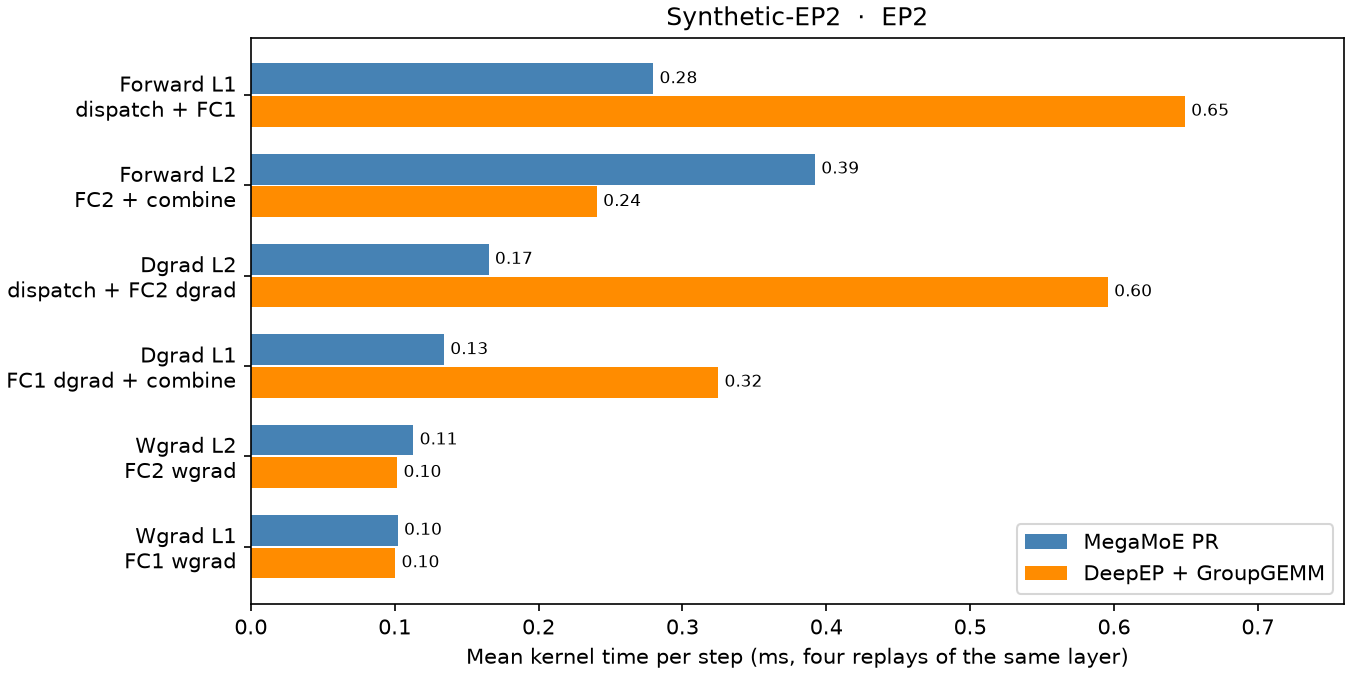 Synthetic-EP2 · EP2
Forward L1
dispatch + FC1
0.28
0.65
Forward L2
FC2 + combine
0.39
0.24
Dgrad L2
dispatch + FC2 dgrad
0.17
0.60
Dgrad L1
FC1 dgrad + combine
0.13
0.32
Wgrad L2
FC2 wgrad
0.11
0.10
Wgrad L1
FC1 wgrad
0.10
0.10
MegaMoE PR
DeepEP + GroupGEMM
0.0 0.1 0.2 0.3 0.4 0.5 0.6 0.7
Mean kernel time per step (ms, four replays of the same layer)